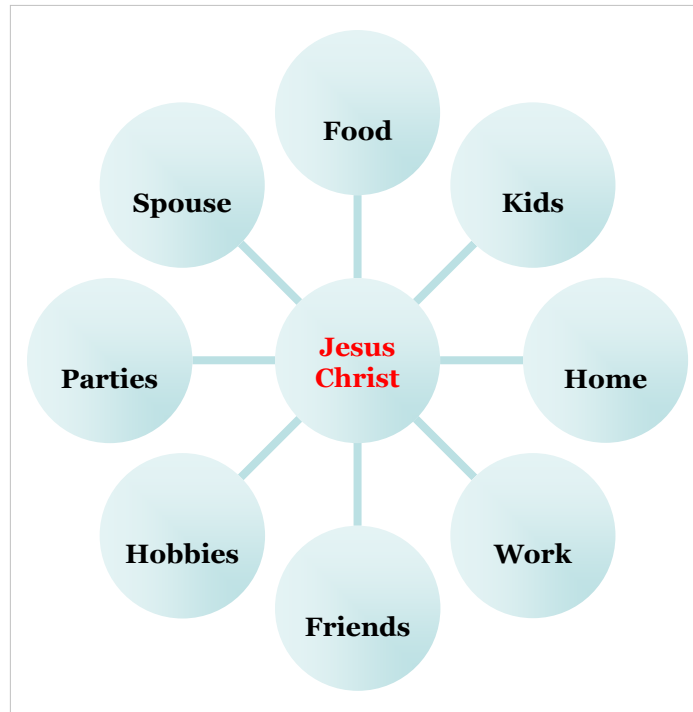 Food
Spouse
Kids
Jesus
Christ
Parties
Home
Hobbies
Work
Friends